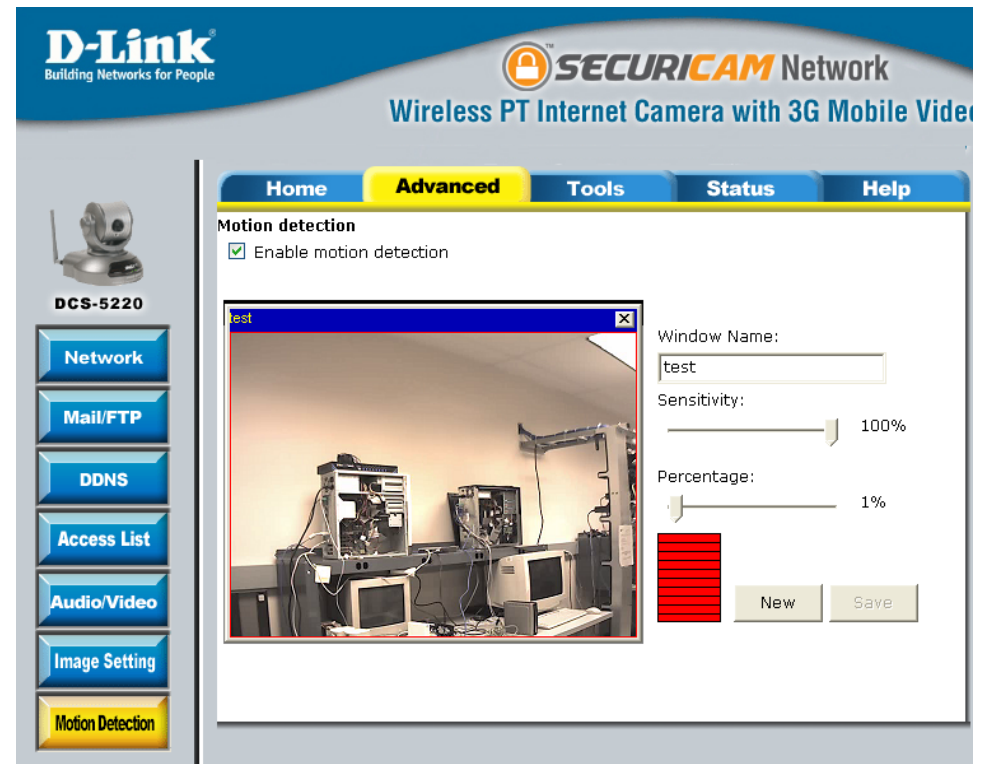 D-Link®
Building Networks for People
SECURICAM™ Network
Wireless PT Internet Camera with 3G Mobile Video
Home
Advanced
Tools
Status
Help
DCS-5220
Network
Mail/FTP
DDNS
Access List
Audio/Video
Image Setting
Motion Detection
Motion detection
Enable motion detection
test
Window Name:
test
Sensitivity:
100%
Percentage:
1%
New
Save